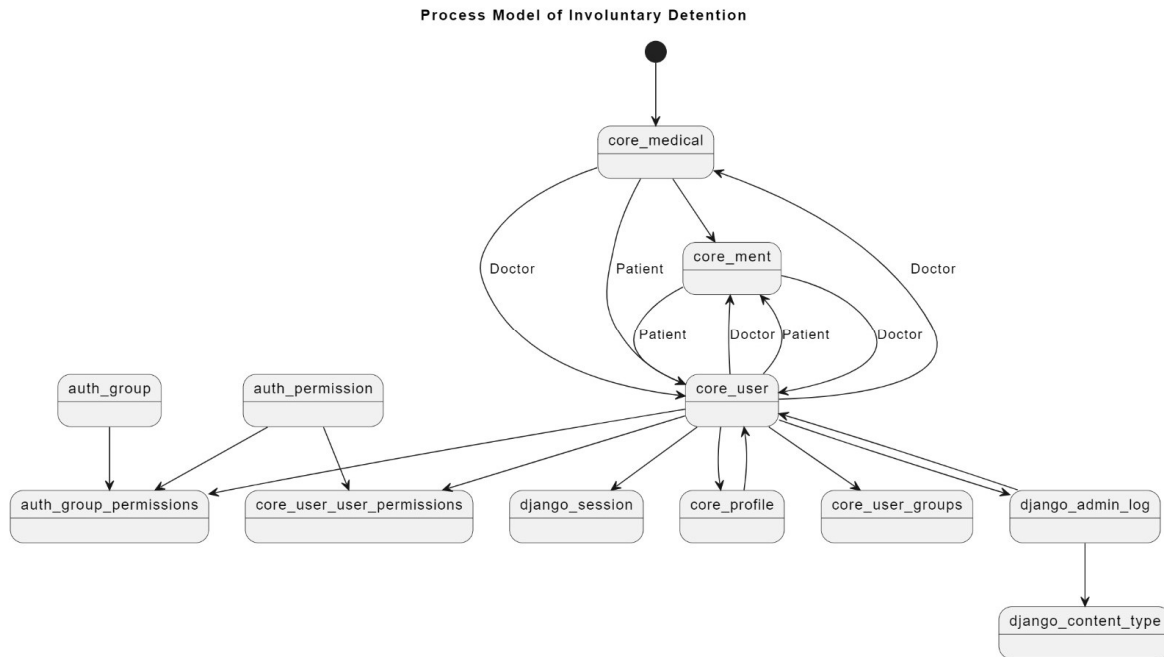 Process Model of Involuntary Detention
core_medical
core_ment
Doctor
Patient
Doctor
Patient
Doctor
Patient
Doctor
auth_group
auth_permission
core_user
auth_group_permissions
core_user_user_permissions
django_session
core_profile
core_user_groups
django_admin_log
django_content_type